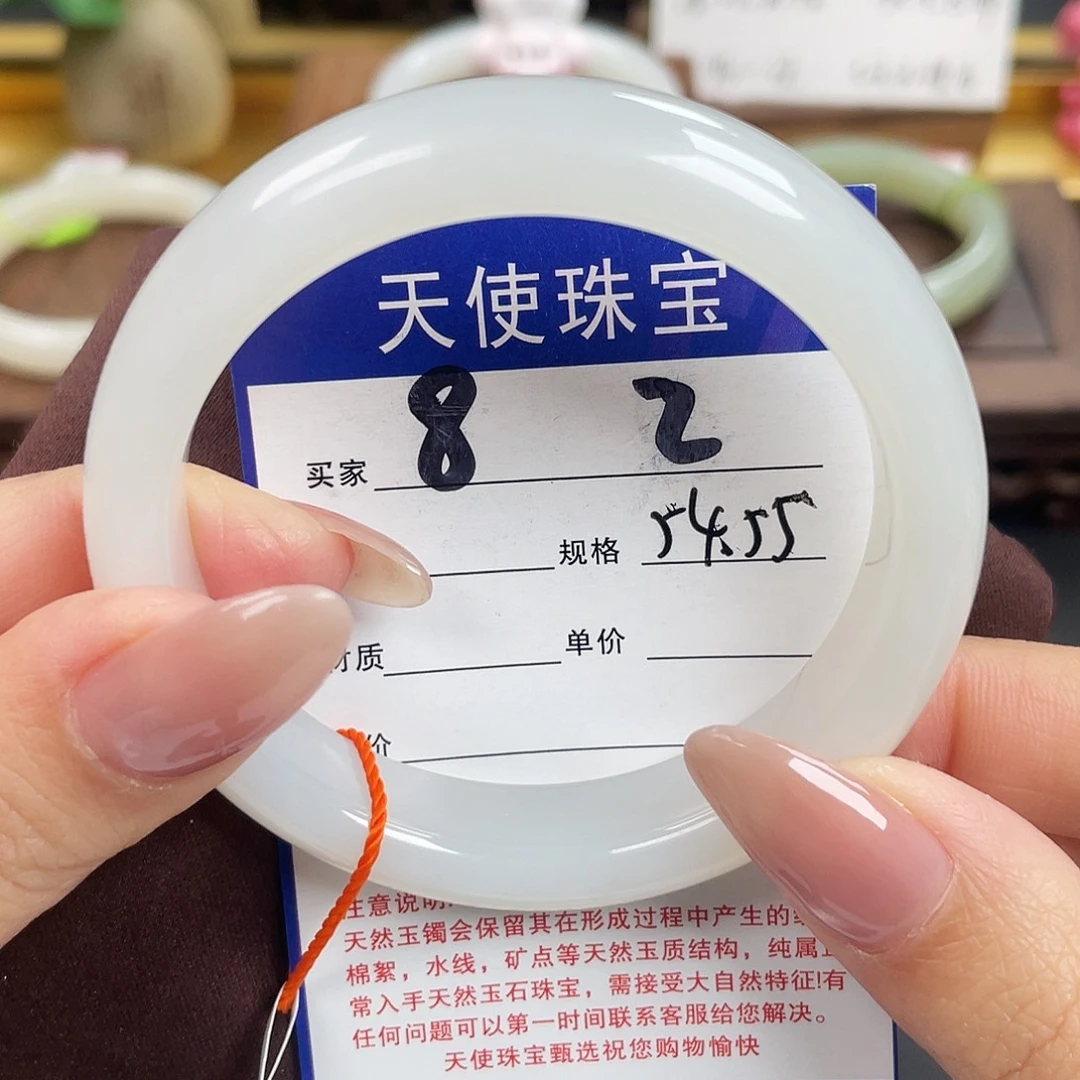 天使珠宝
买家 8 2
规格 54.55
材质 单价
价
注意说明
天然玉镯会保留其在形成过程中产生的
棉絮，水线，矿点等天然玉质结构，纯属正
常入手天然玉石珠宝，需接受大自然特征!有
任何问题可以第一时间联系客服给您解决。
天使珠宝甄选祝您购物愉快